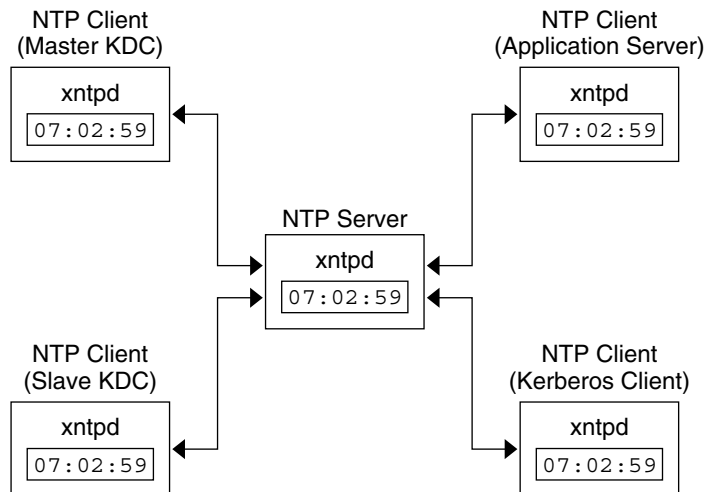 NTP Client
(Master KDC)
xntpd
07:02:59
NTP Client
(Application Server)
xntpd
07:02:59
NTP Server
xntpd
07:02:59
NTP Client
(Slave KDC)
xntpd
07:02:59
NTP Client
(Kerberos Client)
xntpd
07:02:59